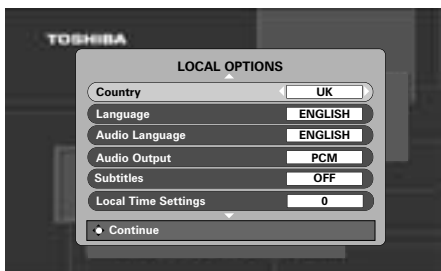 TOSHIBA
LOCAL OPTIONS
Country UK
Language ENGLISH
Audio Language ENGLISH
Audio Output PCM
Subtitles OFF
Local Time Settings 0
Continue